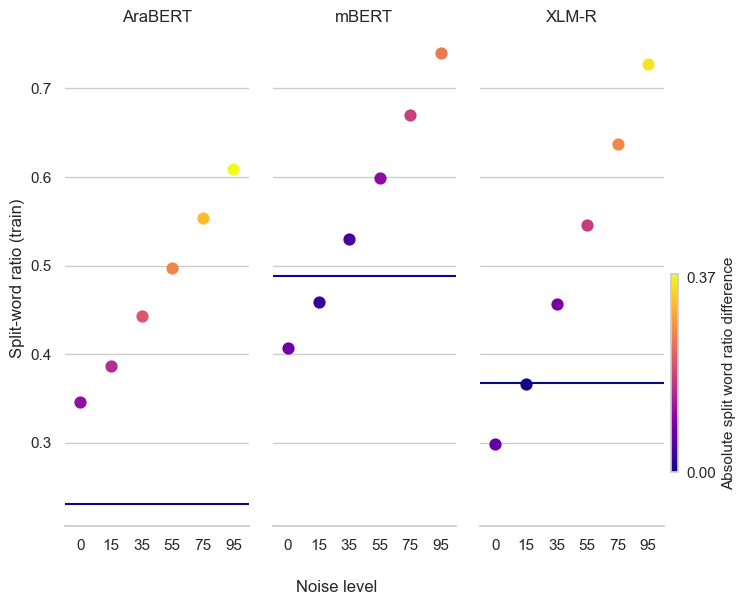 AraBERT mBERT XLM-R
Split-word ratio (train)
0.7
0.6
0.5
0.4
0.3
0 15 35 55 75 95 0 15 35 55 75 95 0 15 35 55 75 95
Noise level
0.37
0.00
Absolute split word ratio difference